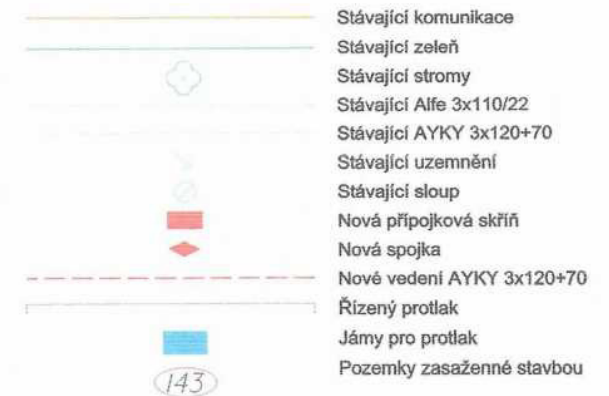 Stávající komunikace
Stávající zeleň
Stávající stromy
Stávající Alfe 3x110/22
Stávající AYKY 3x120+70
Stávající uzemnění
Stávající sloup
Nová přípojková skříň
Nová spojka
Nové vedení AYKY 3x120+70
Řízený protlak
Jámy pro protlak
Pozemky zasaženné stavbou
143